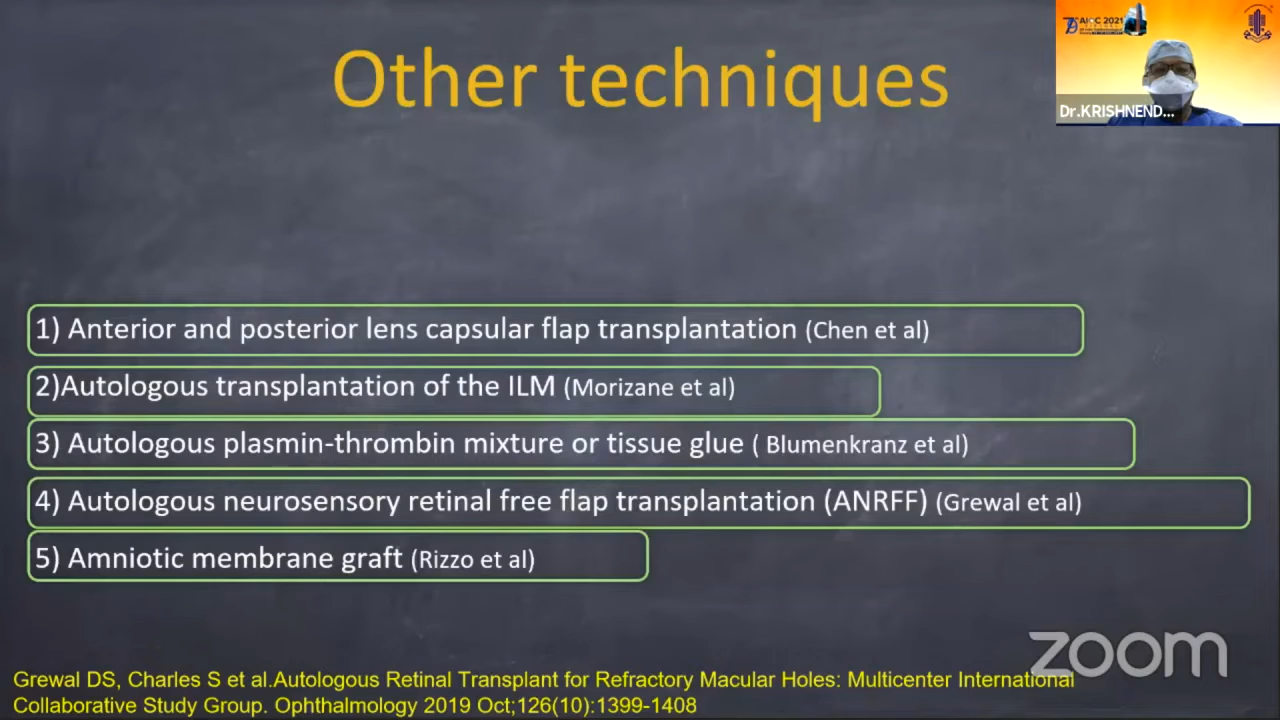 Other techniques
AIOC 2021
Dr.KRISHNEND...
1) Anterior and posterior lens capsular flap transplantation (Chen et al)
2)Autologous transplantation of the ILM (Morizane et al)
3) Autologous plasmin-thrombin mixture or tissue glue ( Blumenkranz et al)
4) Autologous neurosensory retinal free flap transplantation (ANRFF) (Grewal et al)
5) Amniotic membrane graft (Rizzo et al)
zoom
Grewal DS, Charles S et al.Autologous Retinal Transplant for Refractory Macular Holes: Multicenter International
Collaborative Study Group. Ophthalmology 2019 Oct;126(10):1399-1408